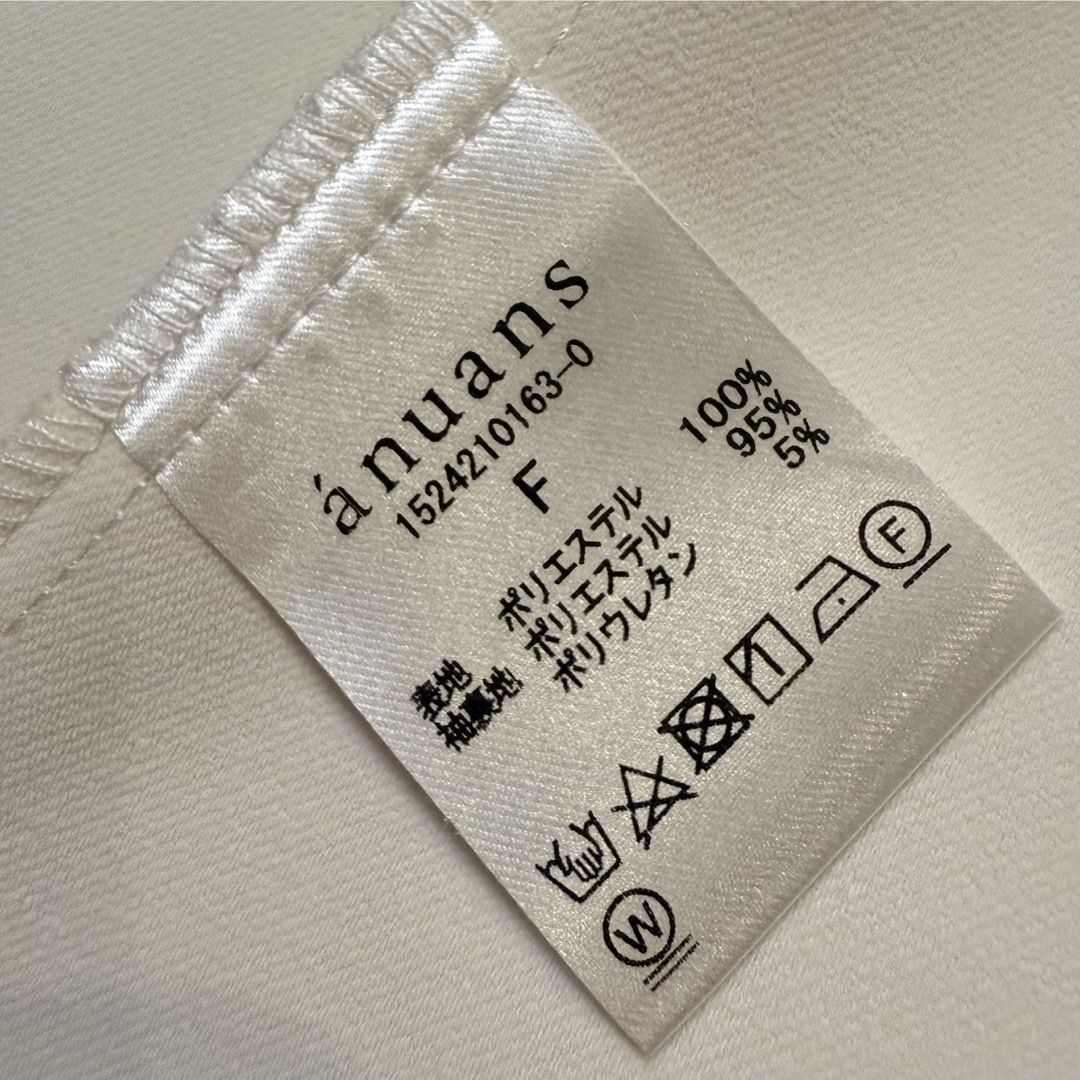 ánuans
15242210163-0
F
表地 ポリエステル 100%
袖裏地 ポリエステル 95%
ポリウレタン 5%
F
W